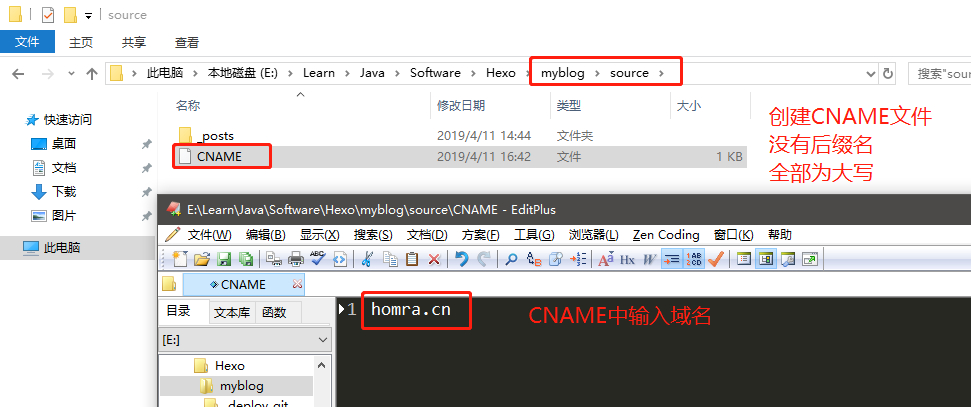 source
文件 主页 共享 查看
此电脑 本地磁盘 (E:) Learn Java Software Hexo myblog source
搜索"sour
名称 修改日期 类型 大小
快速访问
桌面
文档
下载
图片
此电脑
_posts 2019/4/11 14:44 文件夹
CNAME 2019/4/11 16:42 文件 1 KB
创建CNAME文件
没有后缀名
全部为大写
E:\Learn\Java\Software\Hexo\myblog\source\CNAME - EditPlus
文件(W) 编辑(B) 显示(X) 搜索(S) 文档(D) 方案(F) 工具(G) 浏览器(L) Zen Coding 窗口(K) 帮助
CNAME
目录 文本库 函数
[E:]
Hexo
myblog
.deploy_git
1 homra.cn
CNAME中输入域名